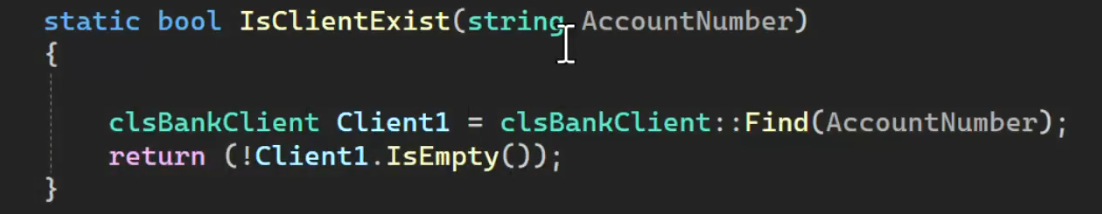 static bool IsClientExist(string AccountNumber)
{
clsBankClient Client1 = clsBankClient::Find(AccountNumber);
return (!Client1.IsEmpty());
}